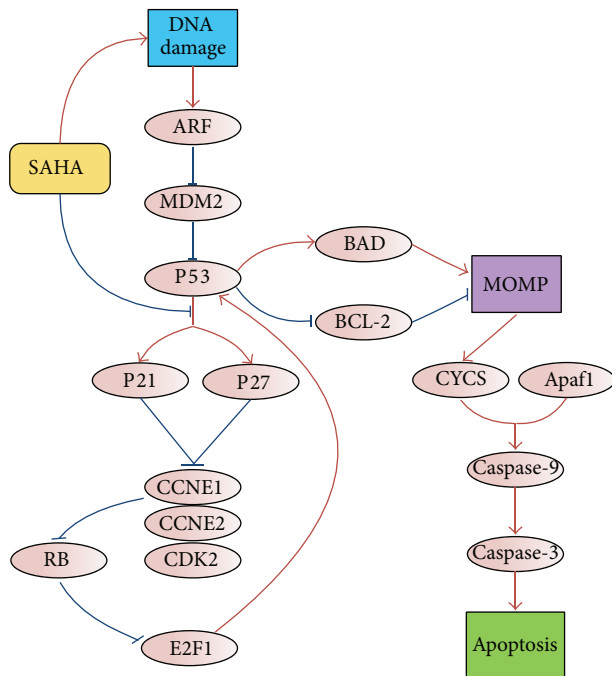 DNA
damage
ARF
SAHA
MDM2
P53
BAD
MOMP
BCL-2
P21
P27
CYCS
Apaf1
Caspase-9
CCNE1
CCNE2
CDK2
RB
Caspase-3
E2F1
Apoptosis